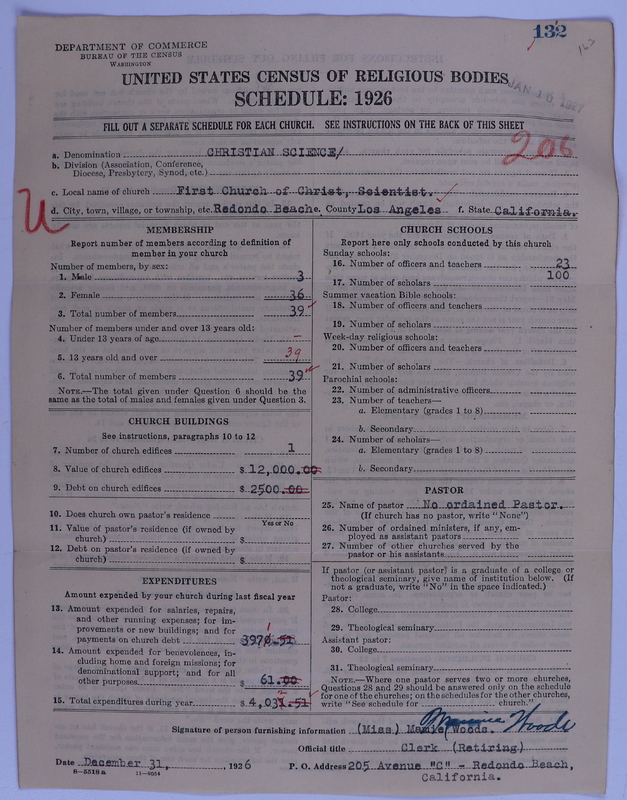 132
163
DEPARTMENT OF COMMERCE
BUREAU OF THE CENSUS
WASHINGTON
JAN 16 1927
UNITED STATES CENSUS OF RELIGIOUS BODIES
SCHEDULE: 1926
FILL OUT A SEPARATE SCHEDULE FOR EACH CHURCH. SEE INSTRUCTIONS ON THE BACK OF THIS SHEET
206
a. Denomination CHRISTIAN SCIENCE/
b. Division (Association, Conference,
Diocese, Presbytery, Synod, etc.)
c. Local name of church First Church of Christ, Scientist.
d. City, town, village, or township, etc. Redondo Beach e. County Los Angeles f. State California.
MEMBERSHIP
Report number of members according to definition of
member in your church
Number of members, by sex:
1. Male 3
2. Female 36
3. Total number of members 39
Number of members under and over 13 years old:
4. Under 13 years of age –
5. 13 years old and over 39
6. Total number of members 39
NOTE.—The total given under Question 6 should be
the same as the total of males and females given under Question 3.
CHURCH BUILDINGS
See instructions, paragraphs 10 to 12
7. Number of church edifices 1
8. Value of church edifices $12,000.00
9. Debt on church edifices $2500.00
10. Does church own pastor's residence
Yes or No
11. Value of pastor's residence (if owned by
church) $
12. Debt on pastor's residence (if owned by
church) $
EXPENDITURES
Amount expended by your church during last fiscal year
13. Amount expended for salaries, repairs,
and other running expenses; for im-
provements or new buildings; and for
payments on church debt 3970.51
14. Amount expended for benevolences, in-
cluding home and foreign missions; for
denominational support; and for all
other purposes $ 61.00
15. Total expenditures during year $4,031.51
CHURCH SCHOOLS
Report here only schools conducted by this church
Sunday schools:
16. Number of officers and teachers 23
17. Number of scholars 100
Summer vacation Bible schools:
18. Number of officers and teachers
19. Number of scholars
Week-day religious schools:
20. Number of officers and teachers
21. Number of scholars
Parochial schools:
22. Number of administrative officers
23. Number of teachers—
a. Elementary (grades 1 to 8)
b. Secondary
24. Number of scholars—
a. Elementary (grades 1 to 8)
b. Secondary
PASTOR
25. Name of pastor No ordained Pastor.
(If church has no pastor, write "None")
26. Number of ordained ministers, if any, em-
ployed as assistant pastors
27. Number of other churches served by the
pastor or his assistants
If pastor (or assistant pastor) is a graduate of a college or
theological seminary, give name of institution below. (If
not a graduate, write "No" in the space indicated.)
Pastor:
28. College
29. Theological seminary
Assistant pastor:
30. College
31. Theological seminary
NOTE.—Where one pastor serves two or more churches,
Questions 28 and 29 should be answered only on the schedule
for one of the churches; on the schedules for the other churches,
write "See schedule for church."
Signature of person furnishing information (Miss) Mamie Woods. Woods
Official title Clerk (Retiring)
Date December 31, 1926 P. O. Address 205 Avenue "C" - Redondo Beach,
8—5518a 11—9054 California.